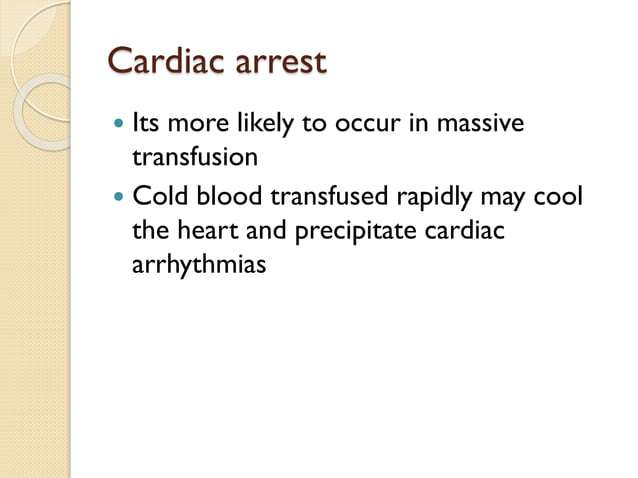 Cardiac arrest
• Its more likely to occur in massive
transfusion
• Cold blood transfused rapidly may cool
the heart and precipitate cardiac
arrhythmias